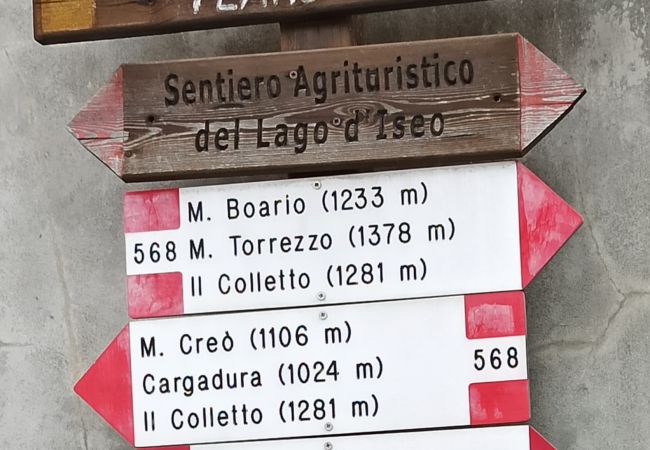 Sentiero Agrituristico
del Lago d'Iseo
M. Boario (1233 m)
568 M. Torrezzo (1378 m)
Il Colletto (1281 m)
M. Creò (1106 m)
Cargadura (1024 m) 568
Il Colletto (1281 m)